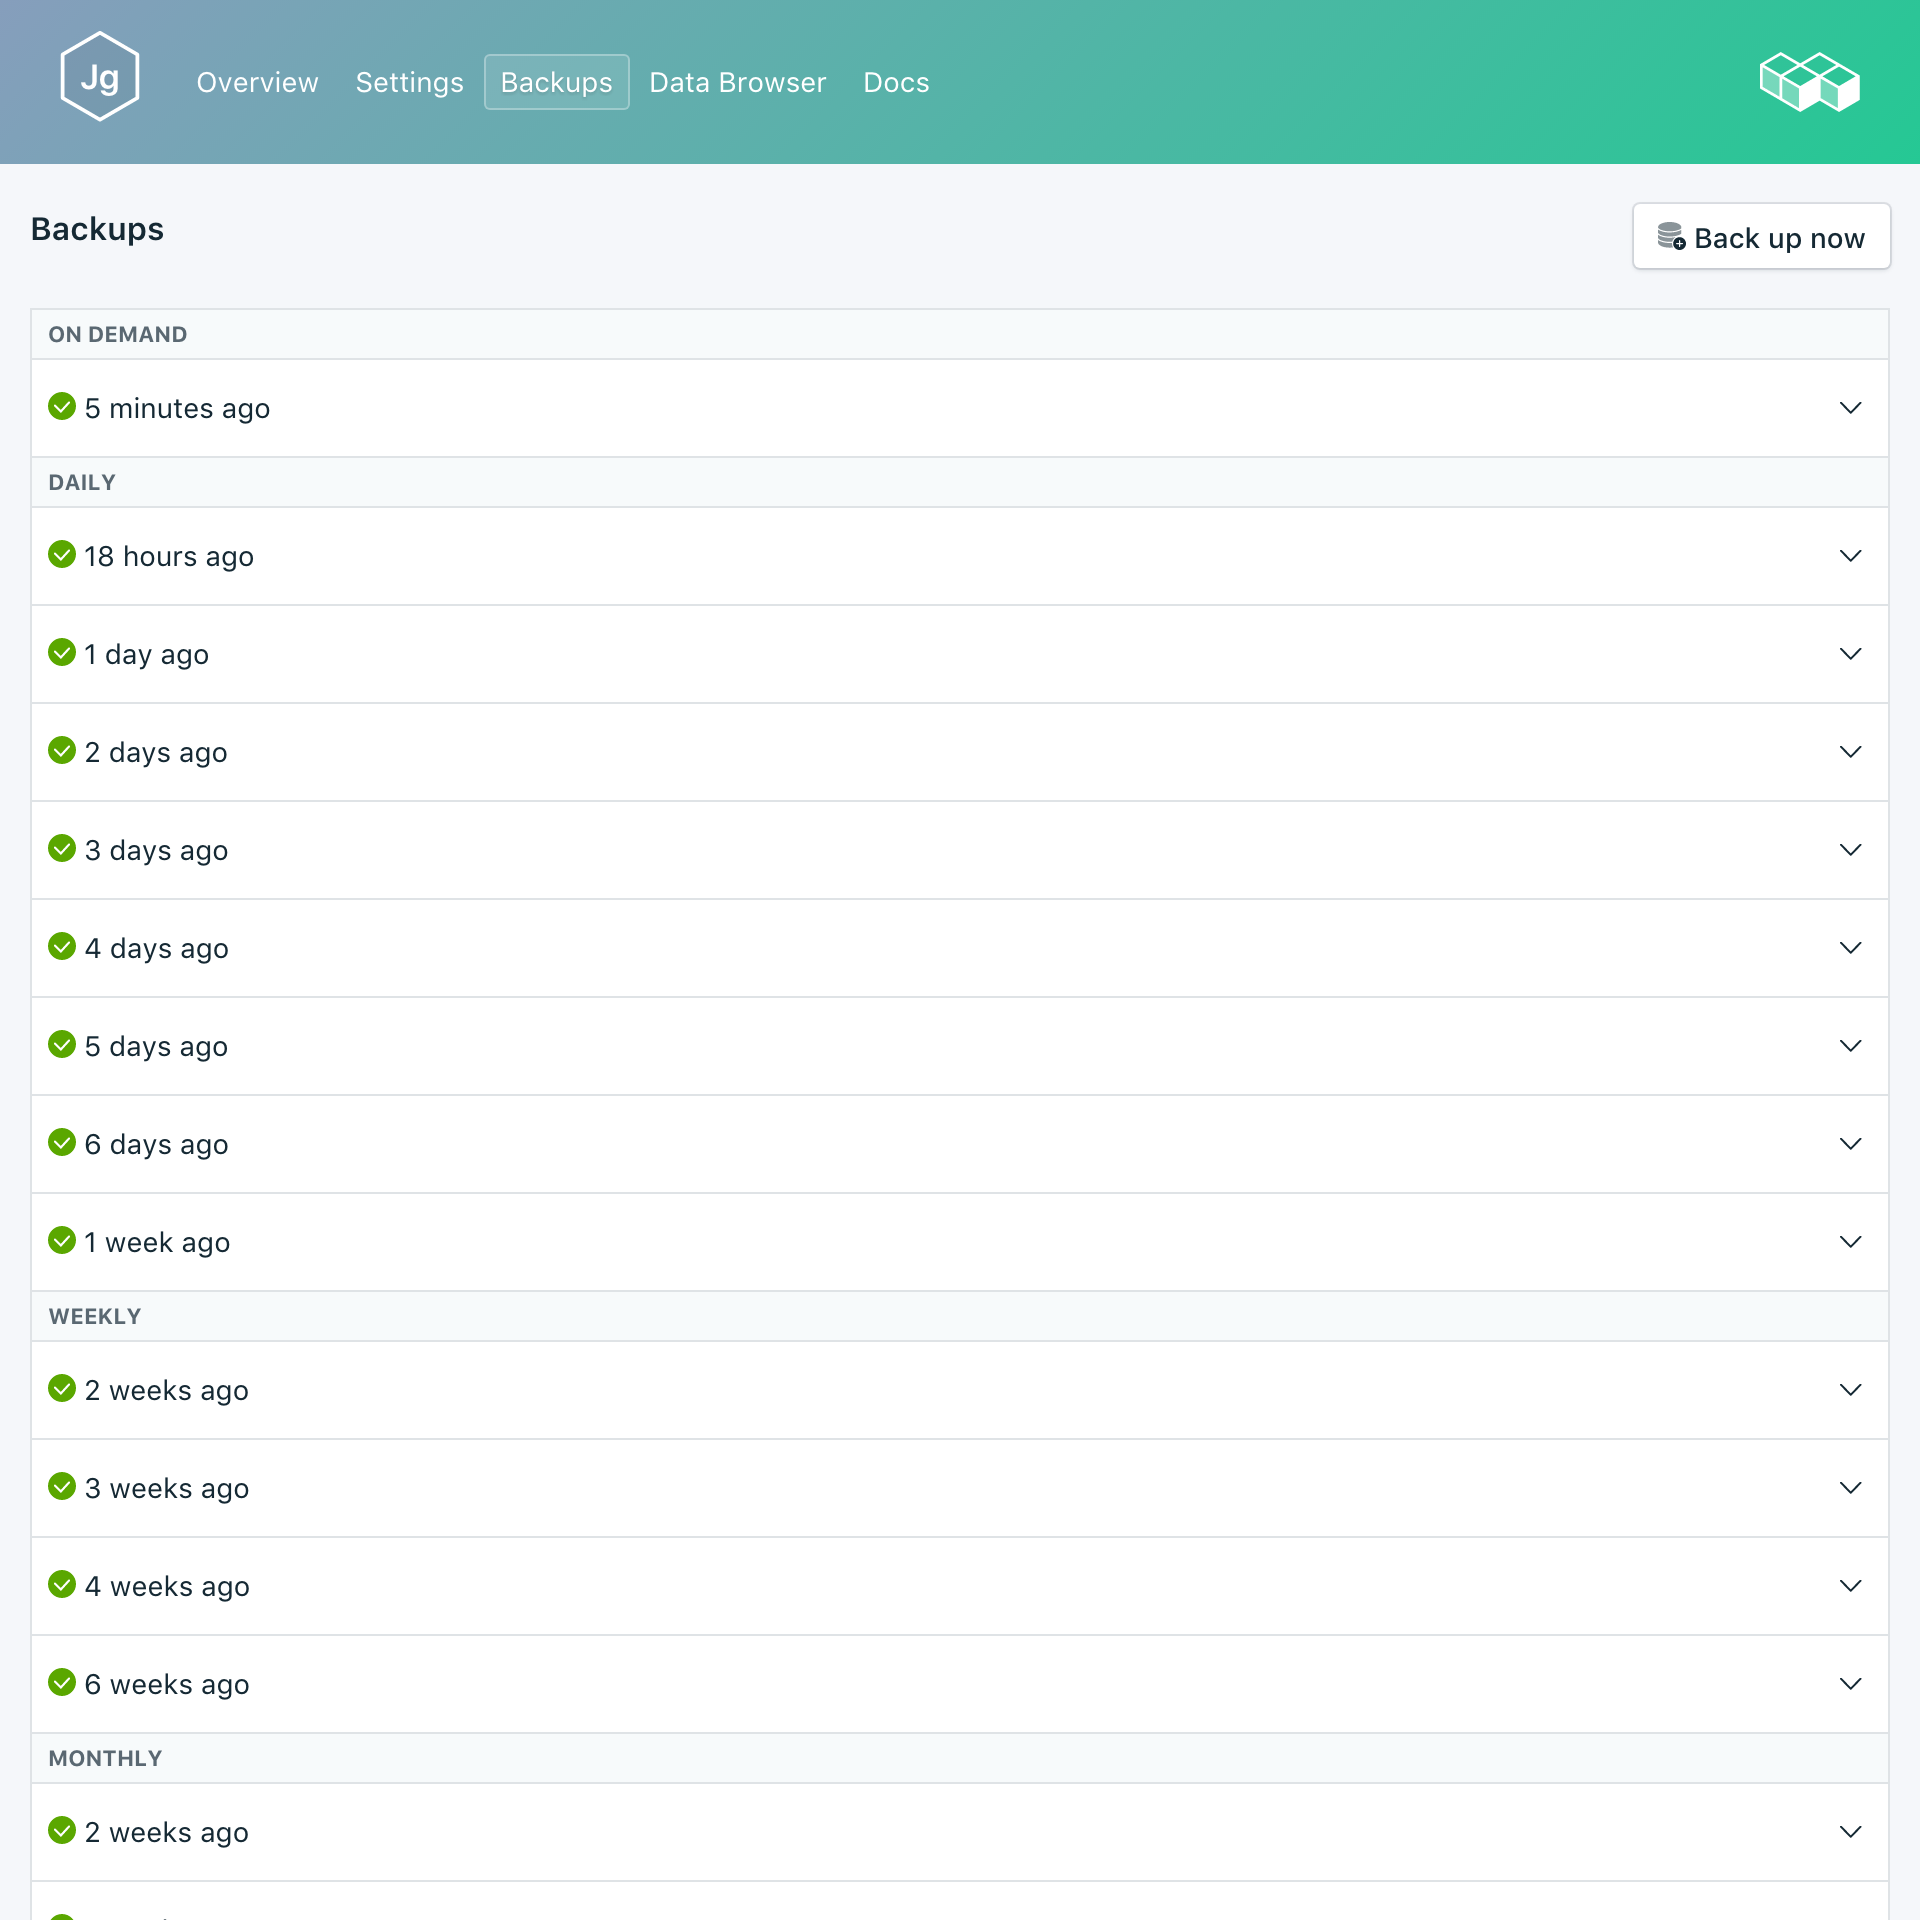 Jg
Overview Settings Backups Data Browser Docs
Backups
Back up now
ON DEMAND
5 minutes ago
DAILY
18 hours ago
1 day ago
2 days ago
3 days ago
4 days ago
5 days ago
6 days ago
1 week ago
WEEKLY
2 weeks ago
3 weeks ago
4 weeks ago
6 weeks ago
MONTHLY
2 weeks ago